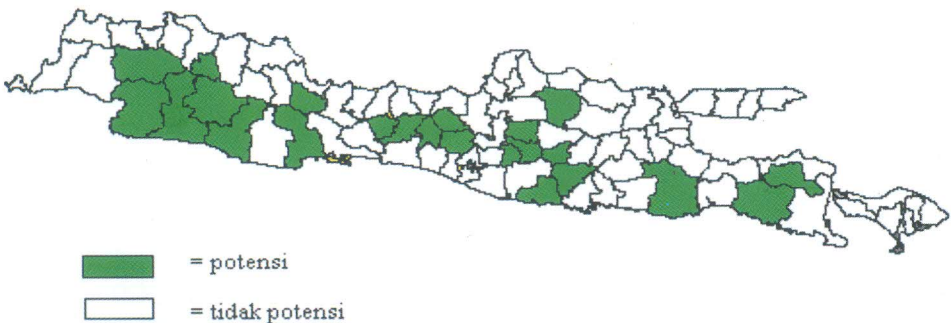 = potensi
= tidak potensi